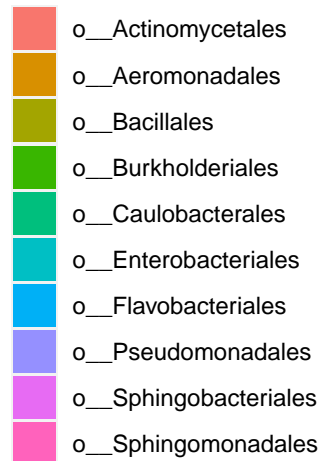 o__Actinomycetales
o__Aeromonadales
o__Bacillales
o__Burkholderiales
o__Caulobacterales
o__Enterobacteriales
o__Flavobacteriales
o__Pseudomonadales
o__Sphingobacteriales
o__Sphingomonadales